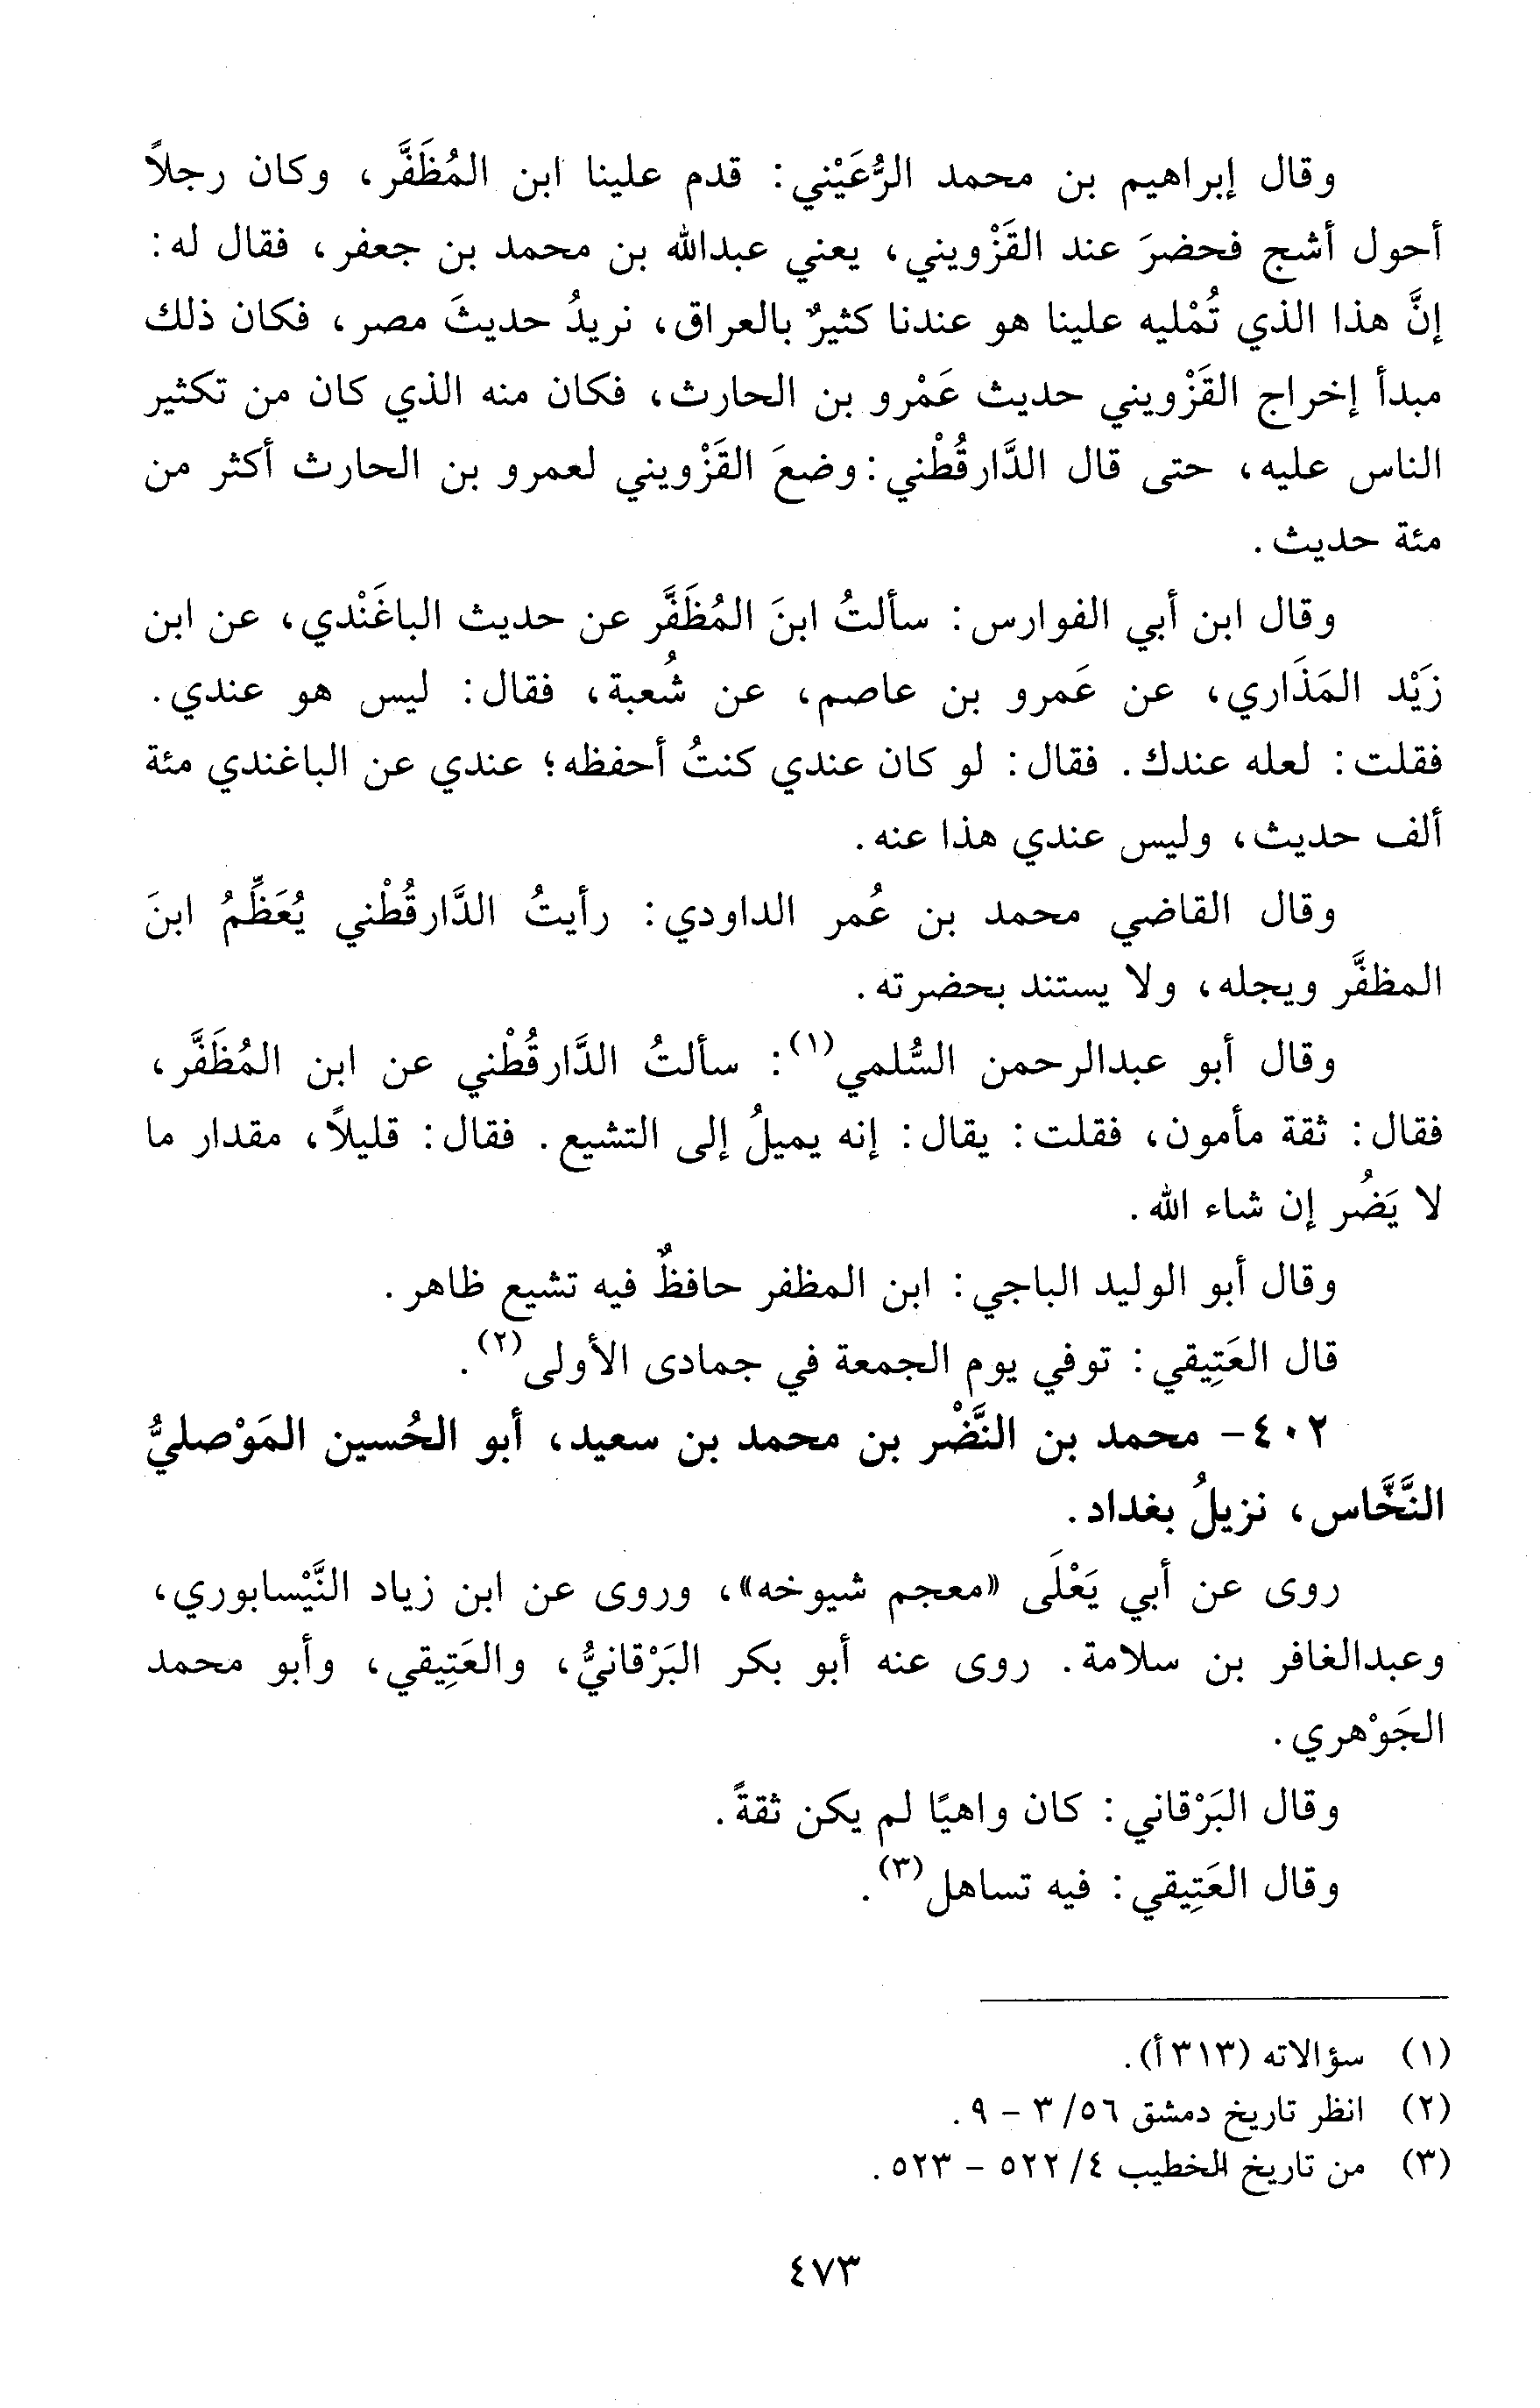 وقال إبراهيم بن محمد الرُّعَيْني: قدم علينا ابن المُظَفَّر، وكان رجلاً
أحول أشج فحضرَ عند القَزْويني، يعني عبدالله بن محمد بن جعفر، فقال له:
إنَّ هذا الذي تُمْليه علينا هو عندنا كثيرٌ بالعراق، نريدُ حديثَ مصر، فكان ذلك
مبدأ إخراج القَزْويني حديث عَمْرو بن الحارث، فكان منه الذي كان من تكثير
الناس عليه، حتى قال الدَّارقُطْني: وضعَ القَزْويني لعمرو بن الحارث أكثر من
مئة حديث.
وقال ابن أبي الفوارس: سألتُ ابنَ المُظَفَّر عن حديث الباغَنْدي، عن ابن
زَيْد المَذَاري، عن عَمرو بن عاصم، عن شُعبة، فقال: ليس هو عندي.
فقلت: لعله عندك. فقال: لو كان عندي كنتُ أحفظه؛ عندي عن الباغندي مئة
ألف حديث، وليس عندي هذا عنه.
وقال القاضي محمد بن عُمر الداودي: رأيتُ الدَّارقُطْني يُعَظِّمُ ابنَ
المظفَّر ويجله، ولا يستند بحضرته.
وقال أبو عبدالرحمن السُّلمي(١): سألتُ الدَّارقُطْني عن ابن المُظَفَّر،
فقال: ثقة مأمون، فقلت: يقال: إنه يميلُ إلى التشيع. فقال: قليلاً، مقدار ما
لا يَضُر إن شاء الله.
وقال أبو الوليد الباجي: ابن المظفر حافظٌ فيه تشيع ظاهر.
قال العَتِيقي: توفي يوم الجمعة في جمادى الأولى(٢).
٤٠٢- محمد بن النَّضْر بن محمد بن سعيد، أبو الحُسين المَوْصليُّ
النَّخَّاس، نزيلُ بغداد.
روى عن أبي يَعْلَى «معجم شيوخه»، وروى عن ابن زياد النَّيْسابوري،
وعبدالغافر بن سلامة. روى عنه أبو بكر البَرْقانيُّ، والعَتِيقي، وأبو محمد
الجَوْهري.
وقال البَرْقاني: كان واهيًا لم يكن ثقةً.
وقال العَتِيقي: فيه تساهل(٣).
(١) سؤالاته (٣١٣أ).
(٢) انظر تاريخ دمشق ٥٦/ ٣ - ٩.
(٣) من تاريخ الخطيب ٤/ ٥٢٢ - ٥٢٣.
٤٧٣